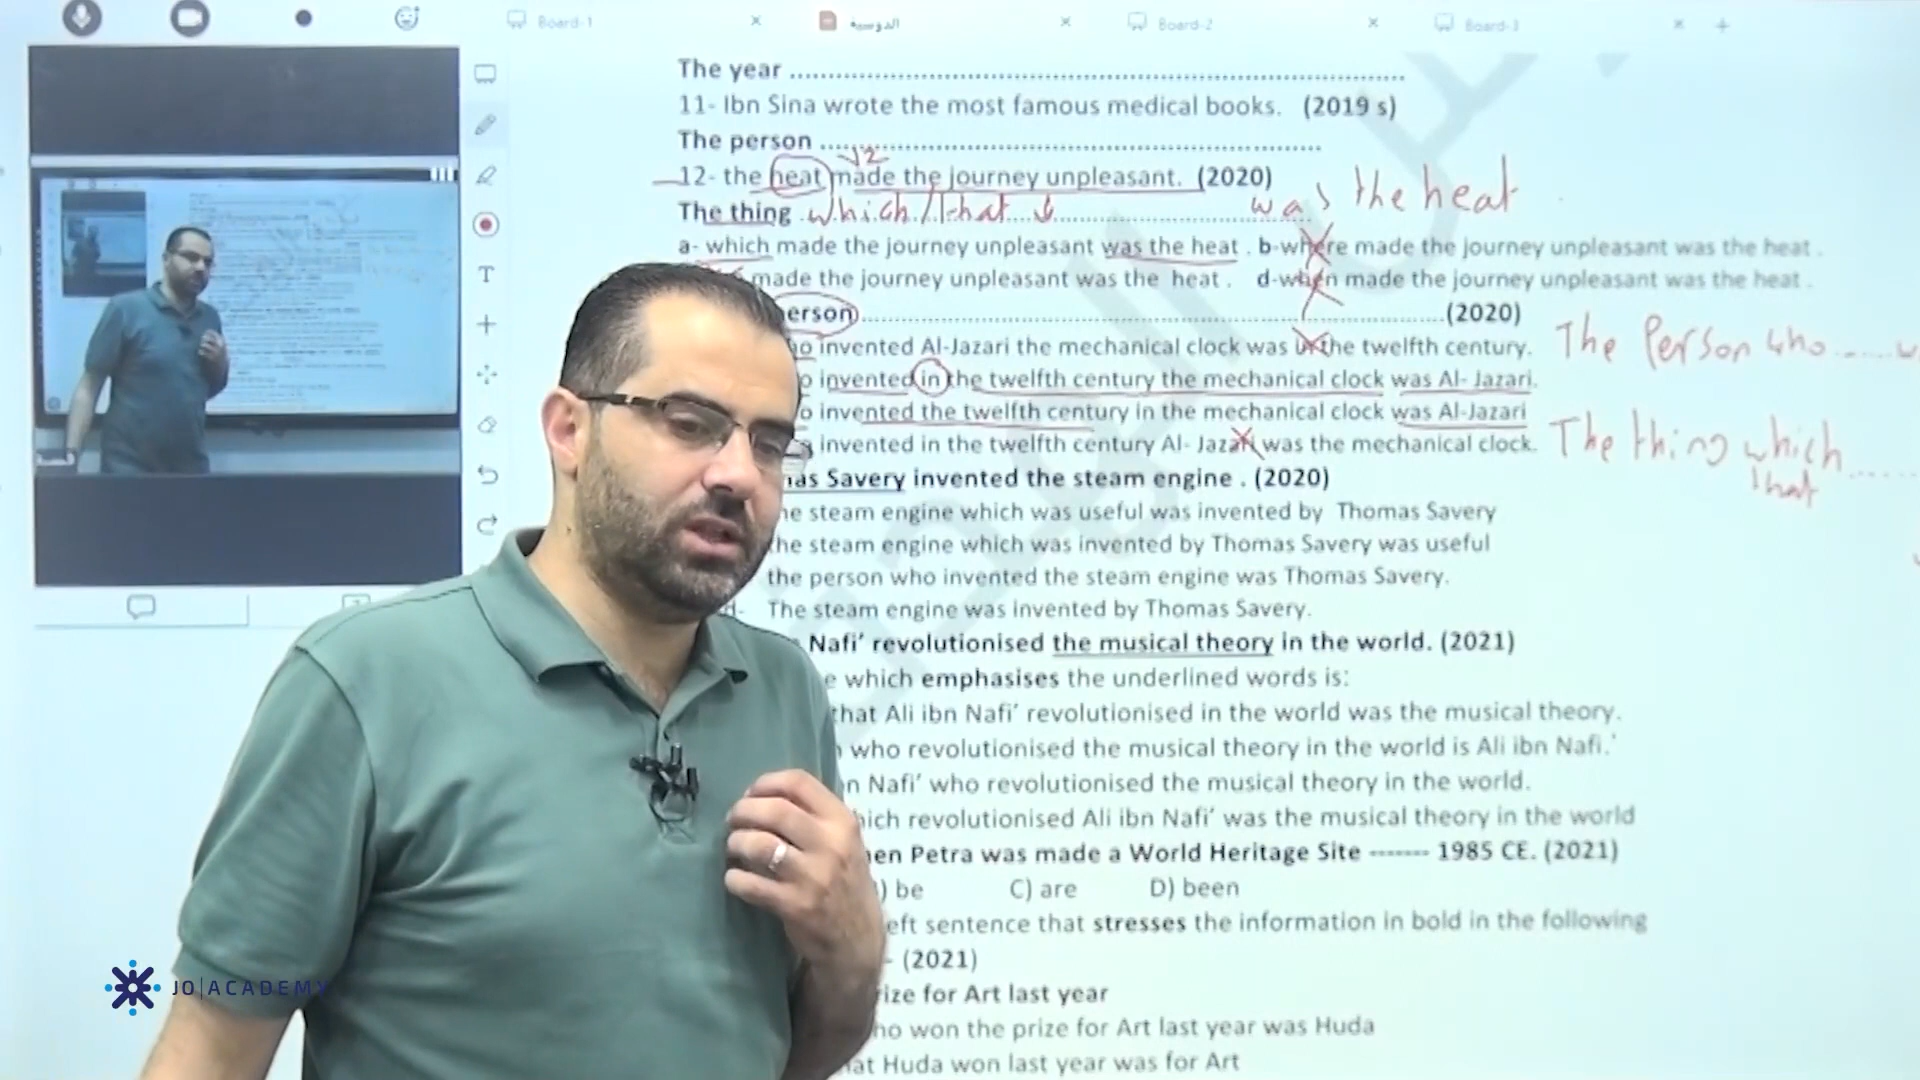 Board-1
الدوسية
Board-2
Board-3
The year
11- Ibn Sina wrote the most famous medical books. (2019 s)
The person
√2
12- the heat made the journey unpleasant. (2020)
The thing which/that was the heat
a- which made the journey unpleasant was the heat . b-where made the journey unpleasant was the heat .
made the journey unpleasant was the heat . d-when made the journey unpleasant was the heat .
erson (2020)
o invented Al-Jazari the mechanical clock was in the twelfth century.
The Person who ...... w
o invented in the twelfth century the mechanical clock was Al- Jazari.
o invented the twelfth century in the mechanical clock was Al-Jazari
invented in the twelfth century Al- Jazari was the mechanical clock.
The thing which ......
that
as Savery invented the steam engine . (2020)
he steam engine which was useful was invented by Thomas Savery
the steam engine which was invented by Thomas Savery was useful
the person who invented the steam engine was Thomas Savery.
d- The steam engine was invented by Thomas Savery.
Nafi’ revolutionised the musical theory in the world. (2021)
e which emphasises the underlined words is:
that Ali ibn Nafi’ revolutionised in the world was the musical theory.
who revolutionised the musical theory in the world is Ali ibn Nafi.’
n Nafi’ who revolutionised the musical theory in the world.
ich revolutionised Ali ibn Nafi’ was the musical theory in the world
en Petra was made a World Heritage Site ------- 1985 CE. (2021)
) be C) are D) been
eft sentence that stresses the information in bold in the following
- (2021)
ize for Art last year
ho won the prize for Art last year was Huda
at Huda won last year was for Art
JO|ACADEMY